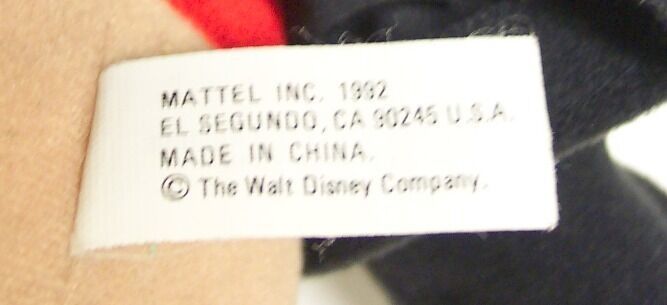 MATTEL INC. 1992
EL SEGUNDO, CA 90245 U.S.A.
MADE IN CHINA.
© The Walt Disney Company.